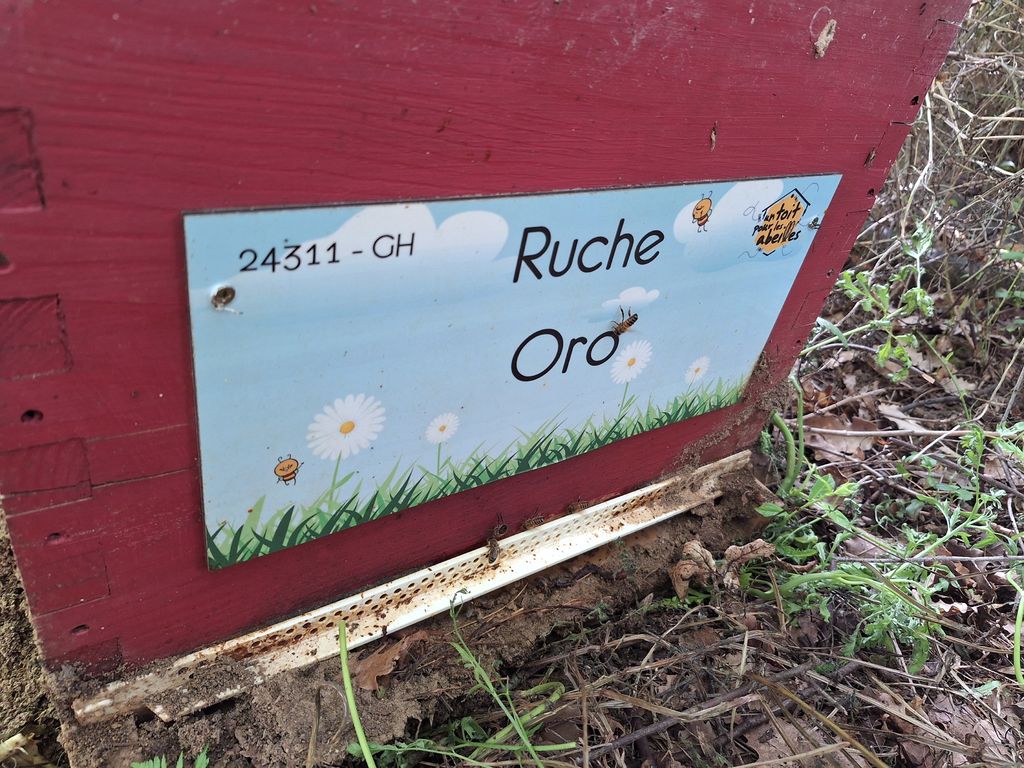 24311 - GH
Ruche
Oro
un toit
pour les
abeilles